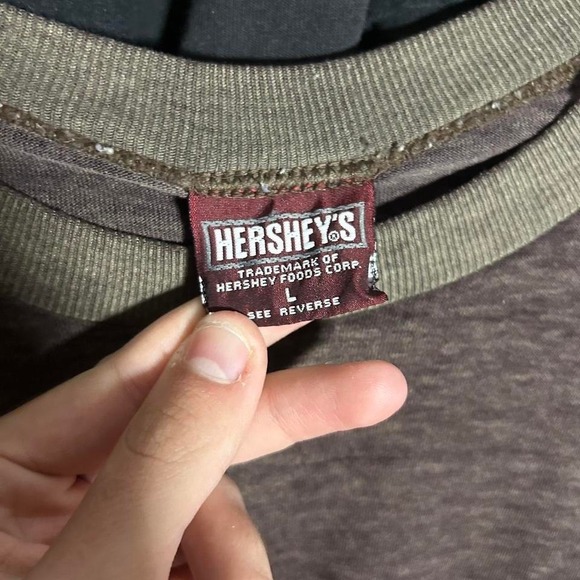 HERSHEY'S®
TRADEMARK OF
HERSHEY FOODS CORP.
L
SEE REVERSE